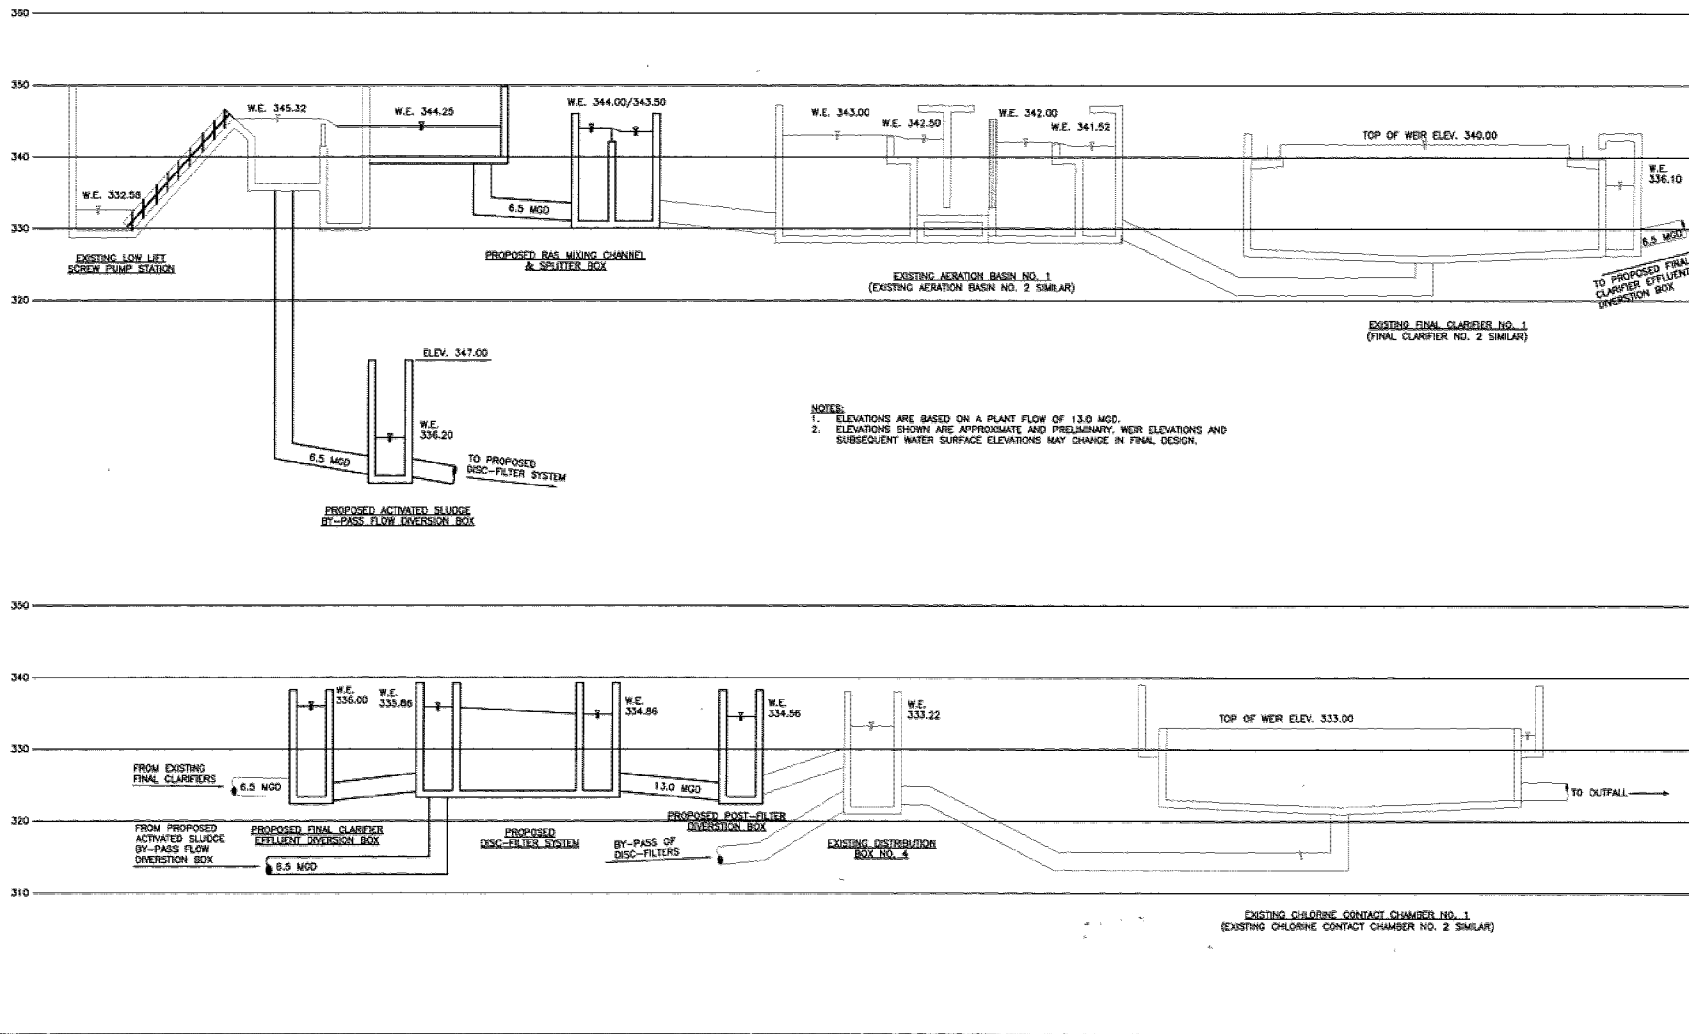 360
350
W.E. 345.32
W.E. 344.25
W.E. 344.00/343.50
W.E. 343.00
W.E. 342.50
W.E. 342.00
W.E. 341.52
TOP OF WEIR ELEV. 340.00
340
W.E.
336.10
W.E. 332.58
6.5 MGD
330
6.5 MGD
EXISTING LOW LIFT
SCREW PUMP STATION
PROPOSED RAS MIXING CHANNEL
& SPLITTER BOX
EXISTING AERATION BASIN NO. 1
(EXISTING AERATION BASIN NO. 2 SIMILAR)
TO PROPOSED FINAL
CLARIFIER EFFLUENT
DIVERSTION BOX
320
EXISTING FINAL CLARIFIER NO. 1
(FINAL CLARIFIER NO. 2 SIMILAR)
ELEV. 347.00
W.E.
336.20
6.5 MGD
TO PROPOSED
DISC-FILTER SYSTEM
PROPOSED ACTIVATED SLUDGE
BY-PASS FLOW DIVERSION BOX
NOTES:
1. ELEVATIONS ARE BASED ON A PLANT FLOW OF 13.0 MGD.
2. ELEVATIONS SHOWN ARE APPROXIMATE AND PRELIMINARY. WEIR ELEVATIONS AND
SUBSEQUENT WATER SURFACE ELEVATIONS MAY CHANGE IN FINAL DESIGN.
350
340
W.E.
336.00
W.E.
335.86
W.E.
334.86
W.E.
334.56
W.E.
333.22
TOP OF WEIR ELEV. 333.00
330
FROM EXISTING
FINAL CLARIFIERS
6.5 MGD
13.0 MGD
TO OUTFALL
320
FROM PROPOSED
ACTIVATED SLUDGE
BY-PASS FLOW
DIVERSTION BOX
PROPOSED FINAL CLARIFIER
EFFLUENT DIVERSION BOX
6.5 MGD
PROPOSED
DISC-FILTER SYSTEM
PROPOSED POST-FILTER
DIVERSTION BOX
BY-PASS OF
DISC-FILTERS
EXISTING DISTRIBUTION
BOX NO. 4
310
EXISTING CHLORINE CONTACT CHAMBER NO. 1
(EXISTING CHLORINE CONTACT CHAMBER NO. 2 SIMILAR)